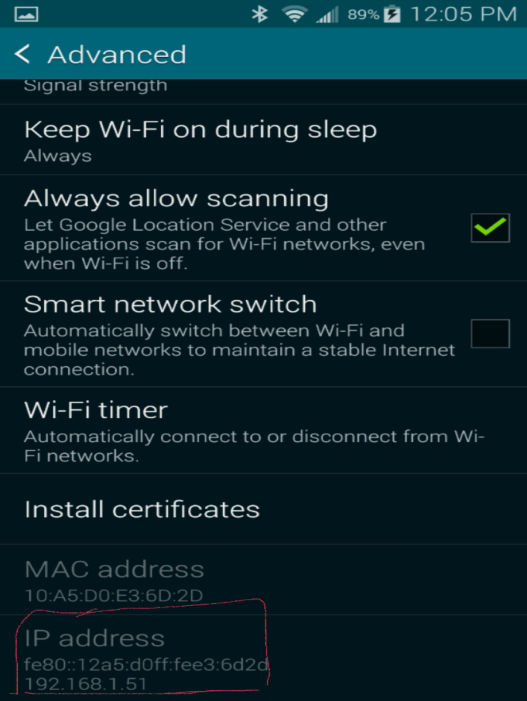 89% 12:05 PM
Advanced
Signal strength
Keep Wi-Fi on during sleep
Always
Always allow scanning
Let Google Location Service and other
applications scan for Wi-Fi networks, even
when Wi-Fi is off.
Smart network switch
Automatically switch between Wi-Fi and
mobile networks to maintain a stable Internet
connection.
Wi-Fi timer
Automatically connect to or disconnect from Wi-
Fi networks.
Install certificates
MAC address
10:A5:D0:E3:6D:2D
IP address
fe80::12a5:d0ff:fee3:6d2d
192.168.1.51